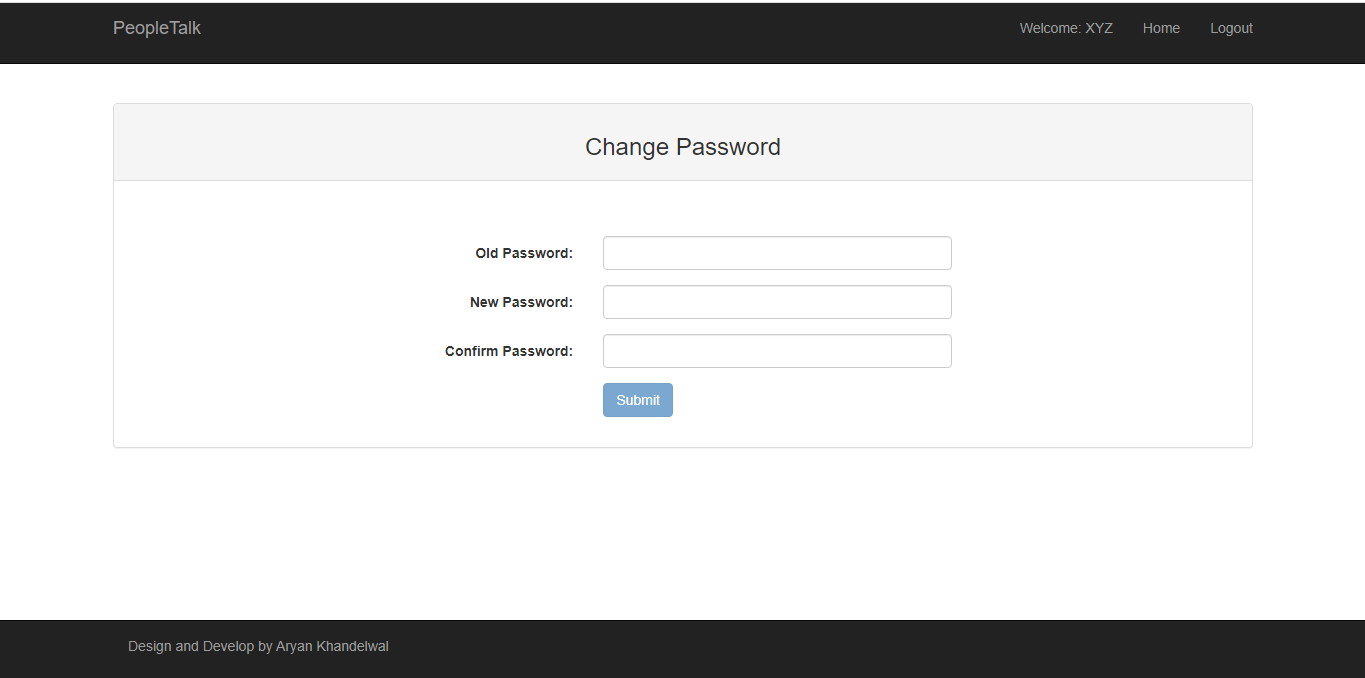 PeopleTalk
Welcome: XYZ Home Logout
Change Password
Old Password:
New Password:
Confirm Password:
Submit
Design and Develop by Aryan Khandelwal